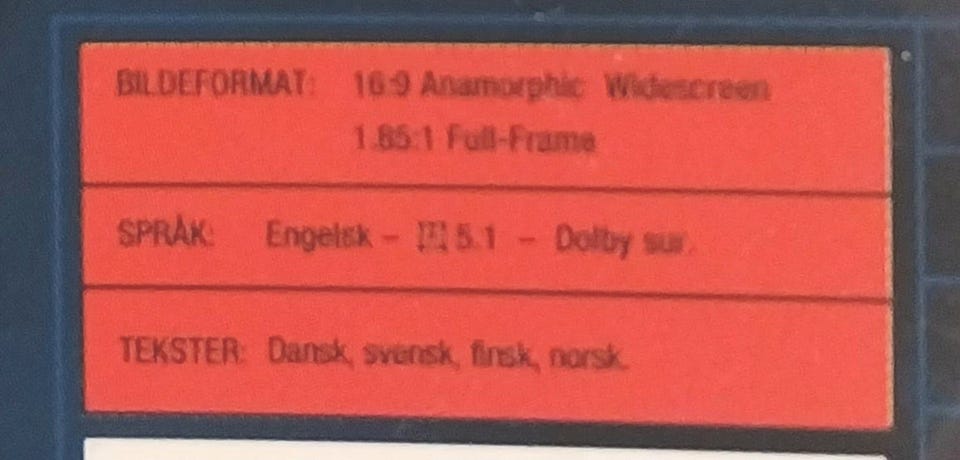 BILDEFORMAT: 16:9 Anamorphic Widescreen
1.85:1 Full-Frame
SPRÅK: Engelsk - 5.1 - Dolby sur.
TEKSTER: Dansk, svensk, finsk, norsk.